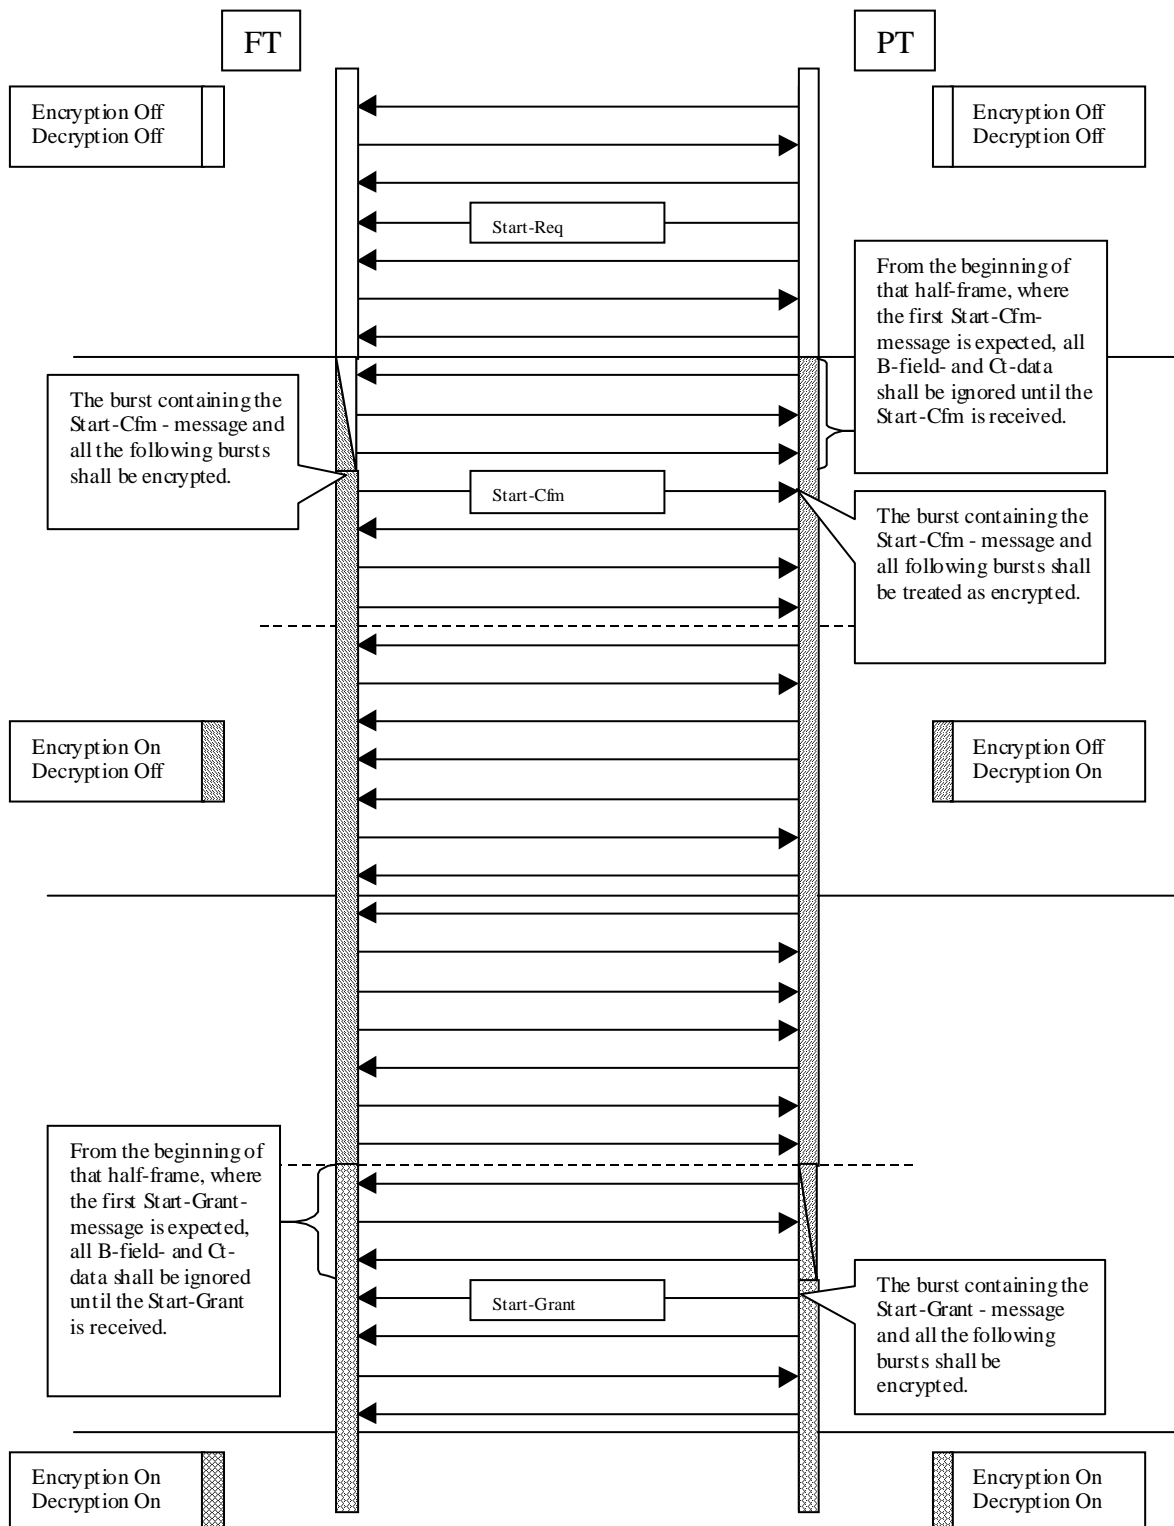 FT
PT
Encryption Off
Decryption Off
Encryption Off
Decryption Off
Start-Req
From the beginning of
that half-frame, where
the first Start-Cfm-
message is expected, all
B-field- and Ct-data
shall be ignored until the
Start-Cfm is received.
The burst containing the
Start-Cfm - message and
all the following bursts
shall be encrypted.
Start-Cfm
The burst containing the
Start-Cfm - message and
all following bursts shall
be treated as encrypted.
Encryption On
Decryption Off
Encryption Off
Decryption On
From the beginning of
that half-frame, where
the first Start-Grant-
message is expected,
all B-field- and Ct-
data shall be ignored
until the Start-Grant
is received.
Start-Grant
The burst containing the
Start-Grant - message
and all the following
bursts shall be
encrypted.
Encryption On
Decryption On
Encryption On
Decryption On